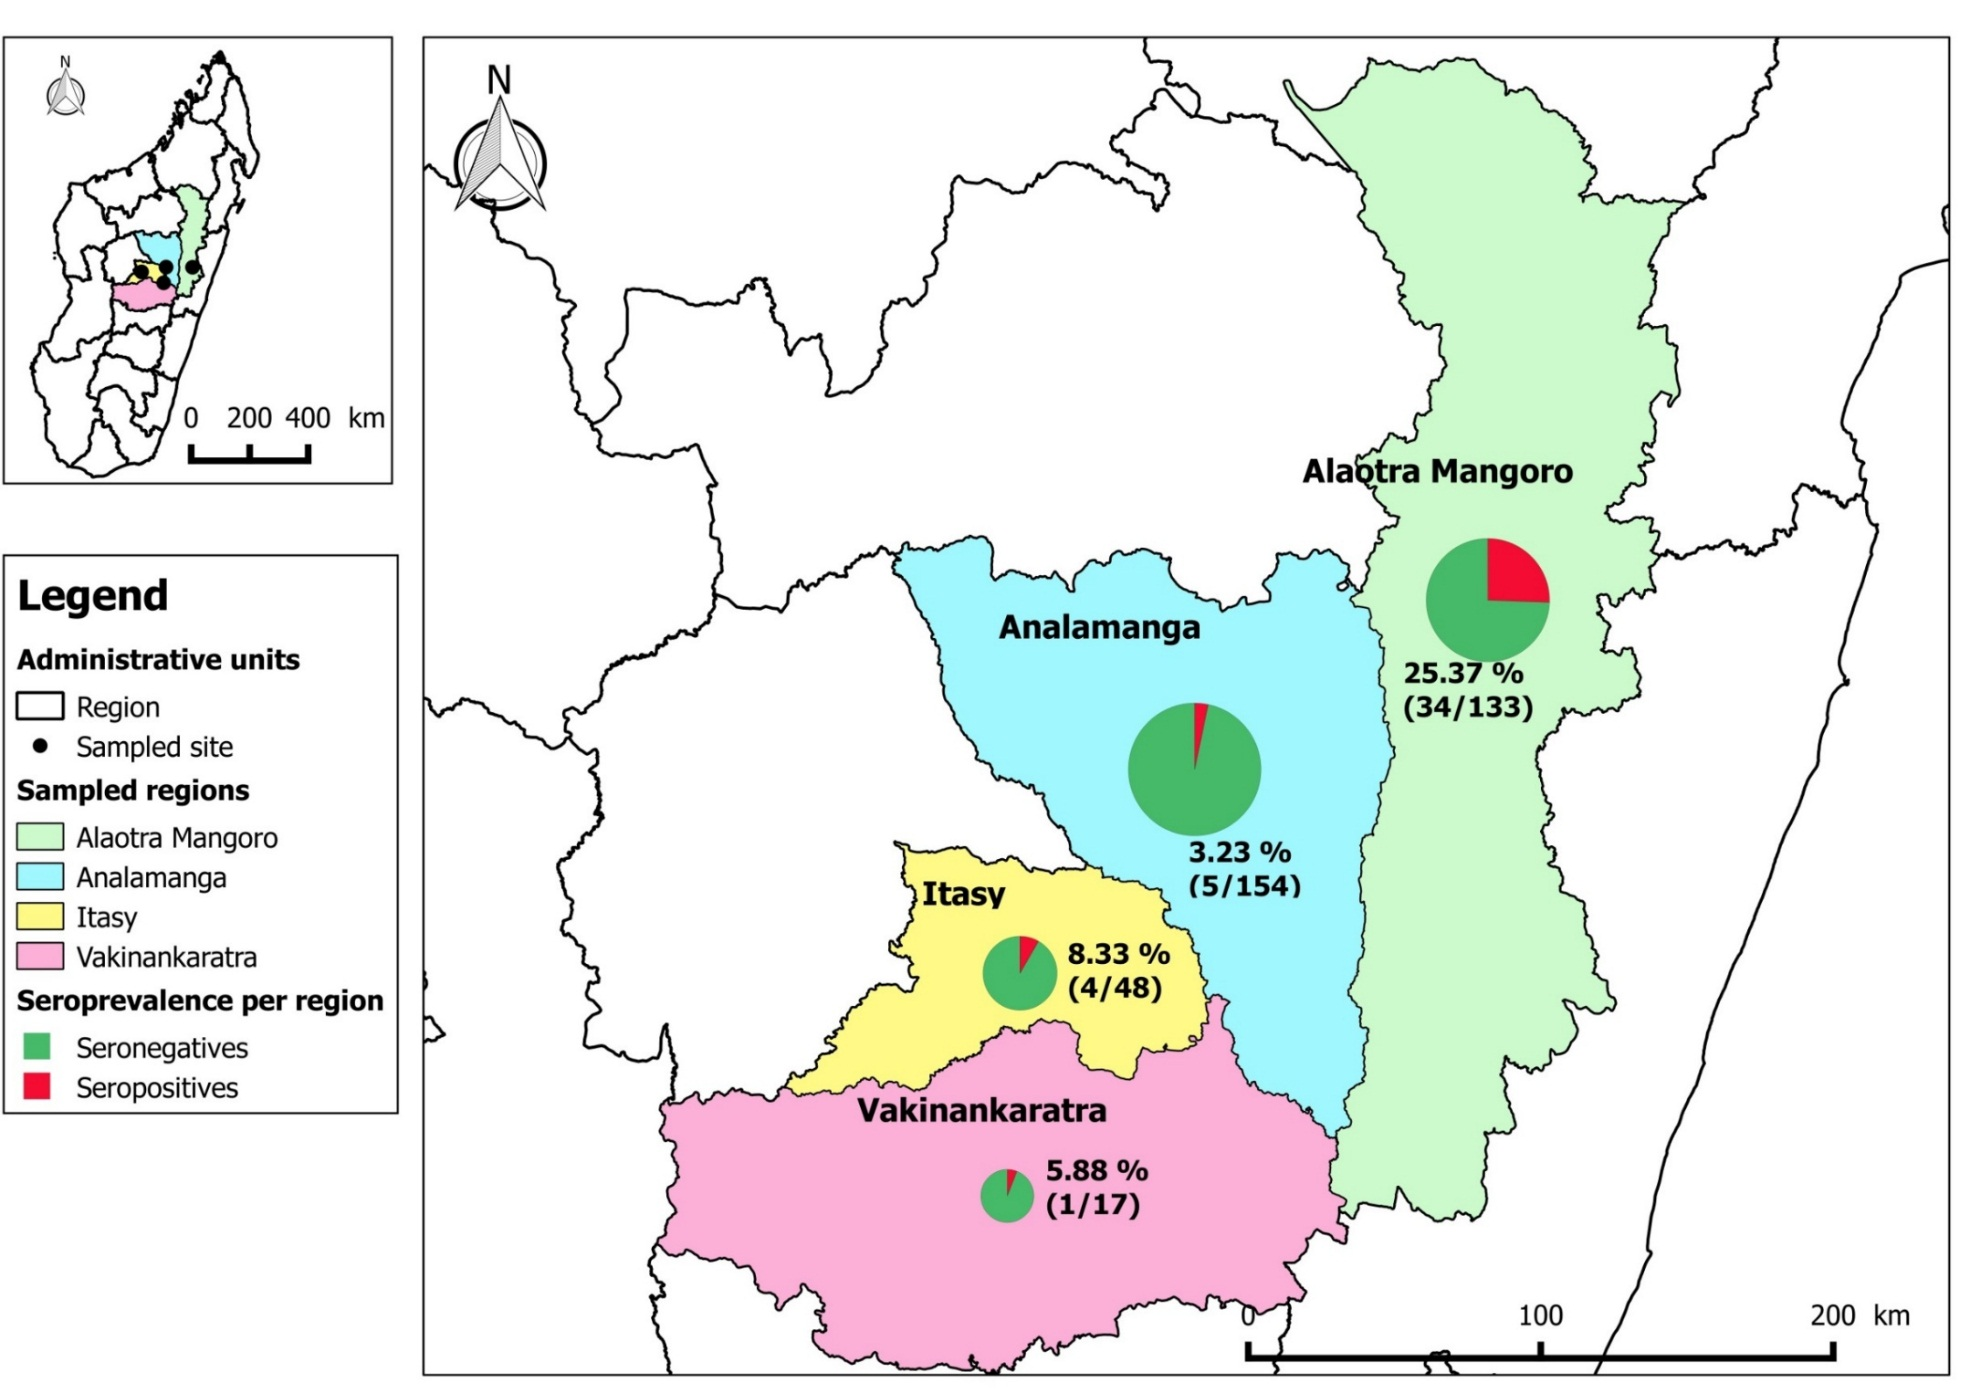 N
0 200 400 km
Legend
Administrative units
Region
Sampled site
Sampled regions
Alaotra Mangoro
Analamanga
Itasy
Vakinankaratra
Seroprevalence per region
Seronegatives
Seropositives
N
Alaotra Mangoro
25.37 %
(34/133)
Analamanga
3.23 %
(5/154)
Itasy
8.33 %
(4/48)
Vakinankaratra
5.88 %
(1/17)
0 100 200 km